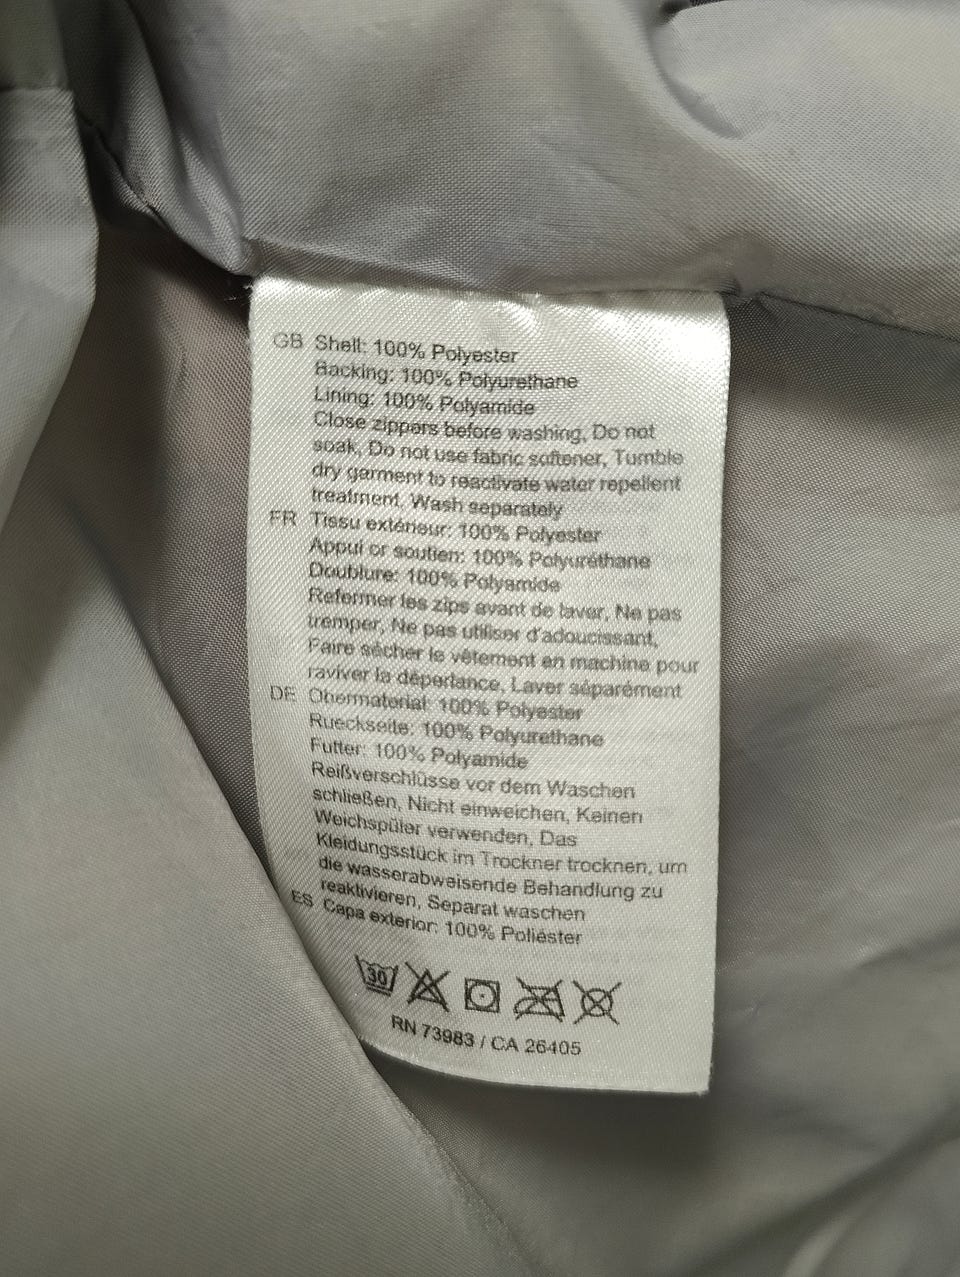 GB Shell: 100% Polyester
Backing: 100% Polyurethane
Lining: 100% Polyamide
Close zippers before washing, Do not
soak, Do not use fabric softener, Tumble
dry garment to reactivate water repellent
treatment, Wash separately
FR Tissu extérieur: 100% Polyester
Appui or soutien: 100% Polyuréthane
Doublure: 100% Polyamide
Refermer les zips avant de laver, Ne pas
tremper, Ne pas utiliser d'adoucissant,
Faire sécher le vêtement en machine pour
raviver la déperlance, Laver séparément
DE Obermaterial: 100% Polyester
Rueckseite: 100% Polyurethane
Futter: 100% Polyamide
Reißverschlüsse vor dem Waschen
schließen, Nicht einweichen, Keinen
Weichspüler verwenden, Das
Kleidungsstück im Trockner trocknen, um
die wasserabweisende Behandlung zu
reaktivieren, Separat waschen
ES Capa exterior: 100% Poliéster
30
RN 73983 / CA 26405